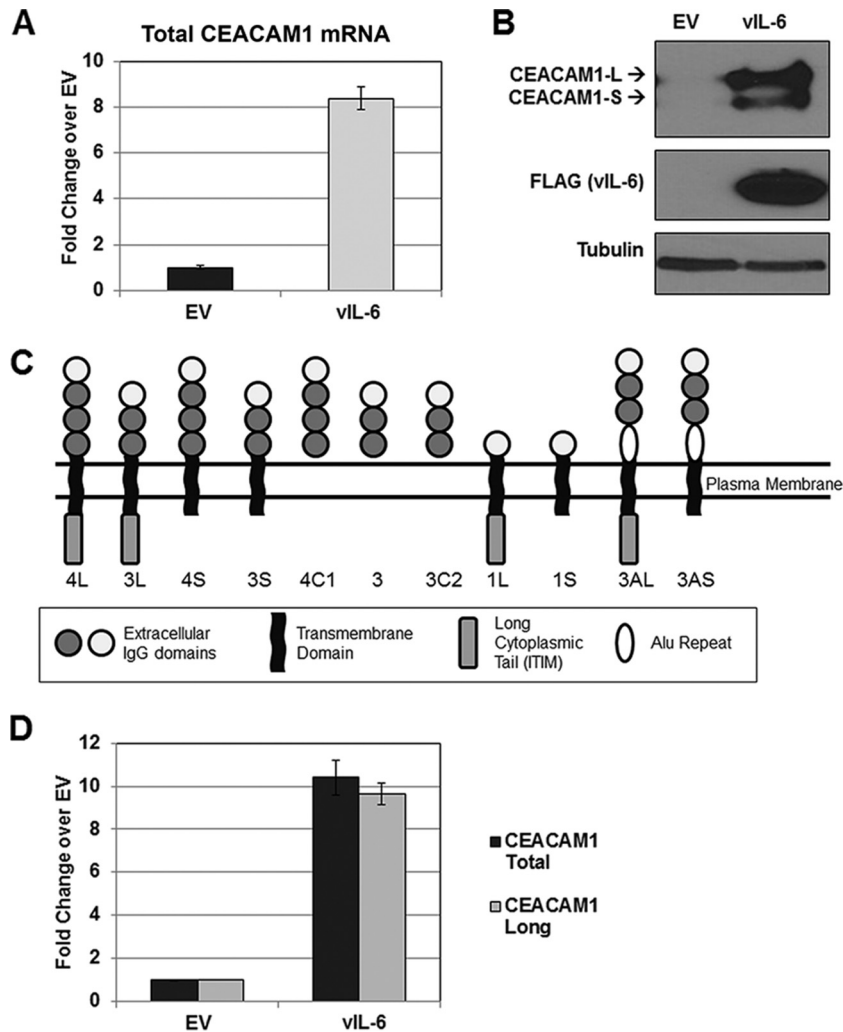 A
Total CEACAM1 mRNA
Fold Change over EV
10
8
6
4
2
0
EV
vIL-6
B
EV
vIL-6
CEACAM1-L →
CEACAM1-S →
FLAG (vIL-6)
Tubulin
C
Plasma Membrane
4L
3L
4S
3S
4C1
3
3C2
1L
1S
3AL
3AS
Extracellular
IgG domains
Transmembrane
Domain
Long
Cytoplasmic
Tail (ITIM)
Alu Repeat
D
Fold Change over EV
12
10
8
6
4
2
0
EV
vIL-6
CEACAM1
Total
CEACAM1
Long